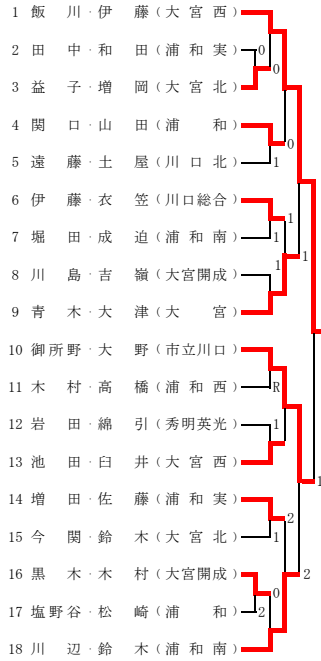 1 飯川・伊藤(大宮西)
2 田中・和田(浦和実) 0
0
3 益子・増岡(大宮北)
4 関口・山田(浦和)
0
5 遠藤・土屋(川口北) 1
6 伊藤・衣笠(川口総合)
1
7 堀田・成迫(浦和南) 1
1
8 川島・吉嶺(大宮開成) 1
9 青木・大津(大宮)
10 御所野・大野(市立川口)
11 木村・高橋(浦和西) R
12 岩田・綿引(秀明英光) 1
13 池田・臼井(大宮西)
1
14 増田・佐藤(浦和実)
2
15 今関・鈴木(大宮北) 1
16 黒木・木村(大宮開成) 2
0
17 塩野谷・松崎(浦和) 2
18 川辺・鈴木(浦和南)